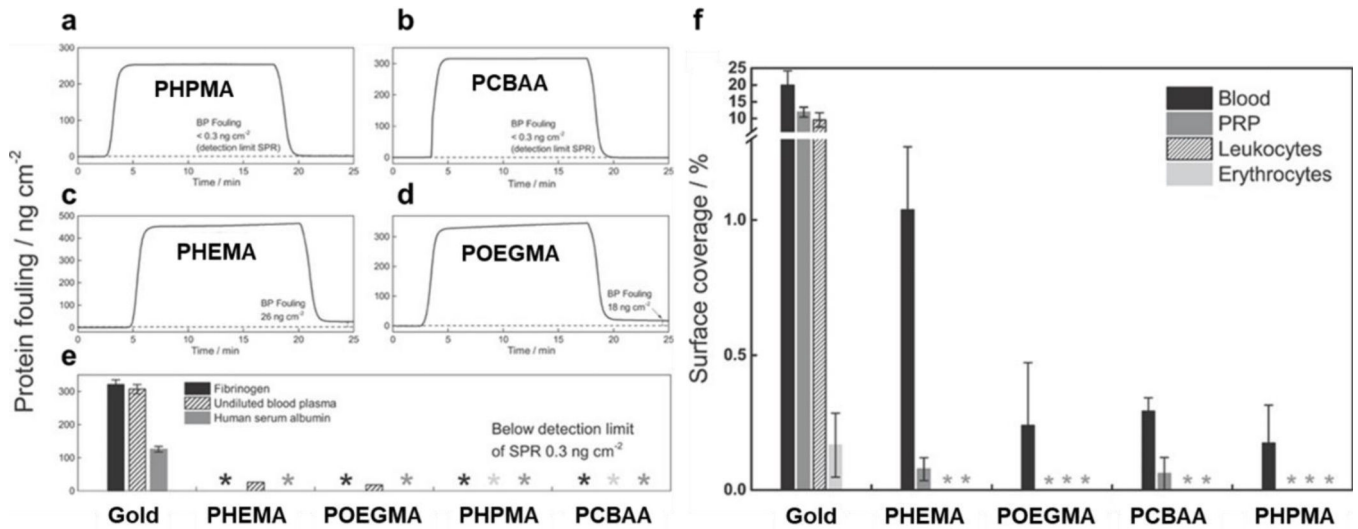 a
300
200
100
0
PHPMA
BP Fouling
< 0.3 ng cm⁻²
(detection limit SPR)
0 5 10 15 20 25
Time / min
b
300
200
100
0
PCBAA
BP Fouling
< 0.3 ng cm⁻²
(detection limit SPR)
0 5 10 15 20 25
Time / min
c
500
400
300
200
100
0
PHEMA
BP Fouling
26 ng cm⁻²
0 5 10 15 20 25
Time / min
d
300
200
100
0
POEGMA
BP Fouling
18 ng cm⁻²
0 5 10 15 20 25
Time / min
Protein fouling / ng cm⁻²
e
300
200
100
0
Fibrinogen
Undiluted blood plasma
Human serum albumin
Below detection limit
of SPR 0.3 ng cm⁻²
* * * * * * * * * *
Gold PHEMA POEGMA PHPMA PCBAA
f
Surface coverage / %
25
20
15
10
1.0
0.5
0.0
Blood
PRP
Leukocytes
Erythrocytes
* * * * * * * * * *
Gold PHEMA POEGMA PCBAA PHPMA